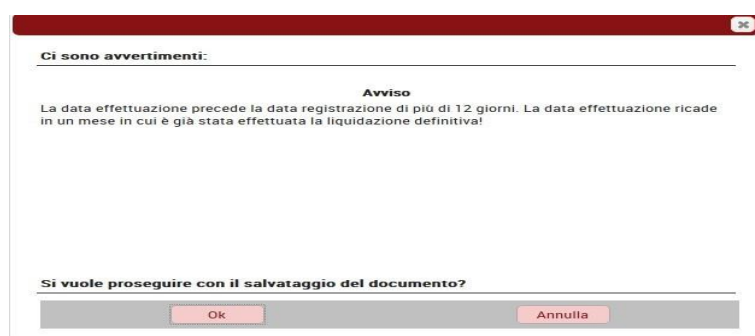 Ci sono avvertimenti:
Avviso
La data effettuazione precede la data registrazione di più di 12 giorni. La data effettuazione ricade
in un mese in cui è già stata effettuata la liquidazione definitiva!
Si vuole proseguire con il salvataggio del documento?
Ok
Annulla